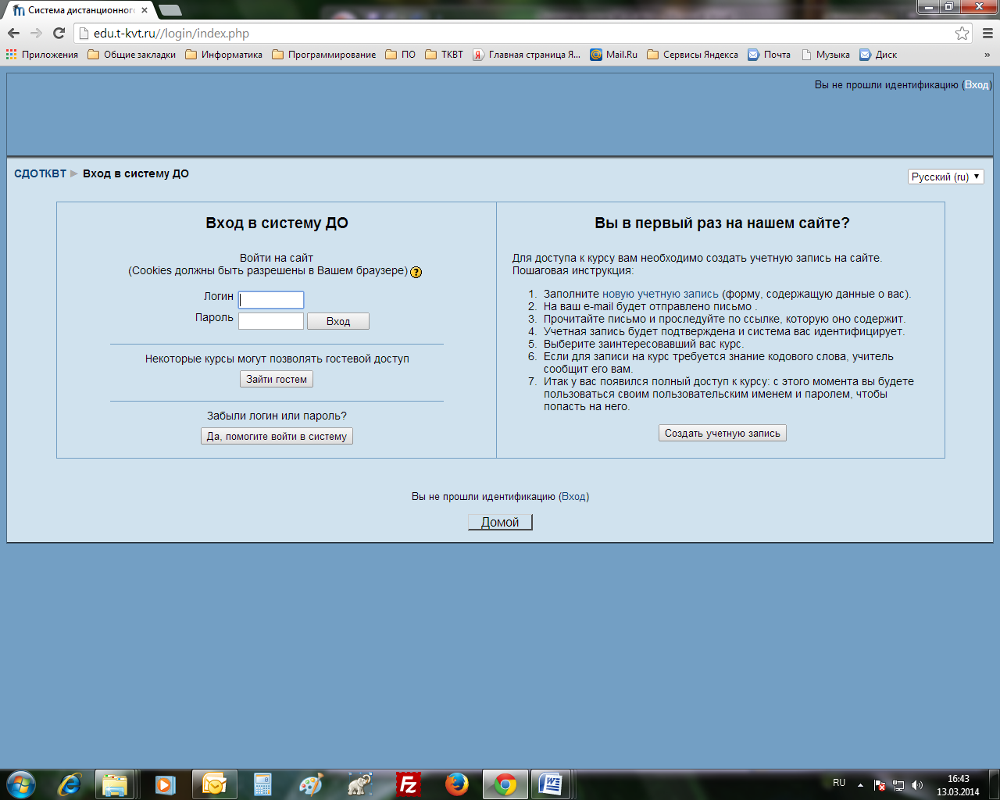 Система дистанционног
edu.t-kvt.ru//login/index.php
Приложения Общие закладки Информатика Программирование ПО ТКВТ Главная страница Я... Mail.Ru Сервисы Яндекса Почта Музыка Диск »
Вы не прошли идентификацию (Вход)
СДОТКВТ ► Вход в систему ДО
Русский (ru)
Вход в систему ДО
Войти на сайт
(Cookies должны быть разрешены в Вашем браузере) ?
Логин
Пароль Вход
Некоторые курсы могут позволять гостевой доступ
Зайти гостем
Забыли логин или пароль?
Да, помогите войти в систему
Вы в первый раз на нашем сайте?
Для доступа к курсу вам необходимо создать учетную запись на сайте.
Пошаговая инструкция:
1. Заполните новую учетную запись (форму, содержащую данные о вас).
2. На ваш e-mail будет отправлено письмо .
3. Прочитайте письмо и проследуйте по ссылке, которую оно содержит.
4. Учетная запись будет подтверждена и система вас идентифицирует.
5. Выберите заинтересовавший вас курс.
6. Если для записи на курс требуется знание кодового слова, учитель
сообщит его вам.
7. Итак у вас появился полный доступ к курсу: с этого момента вы будете
пользоваться своим пользовательским именем и паролем, чтобы
попасть на него.
Создать учетную запись
Вы не прошли идентификацию (Вход)
Домой
RU
16:43
13.03.2014